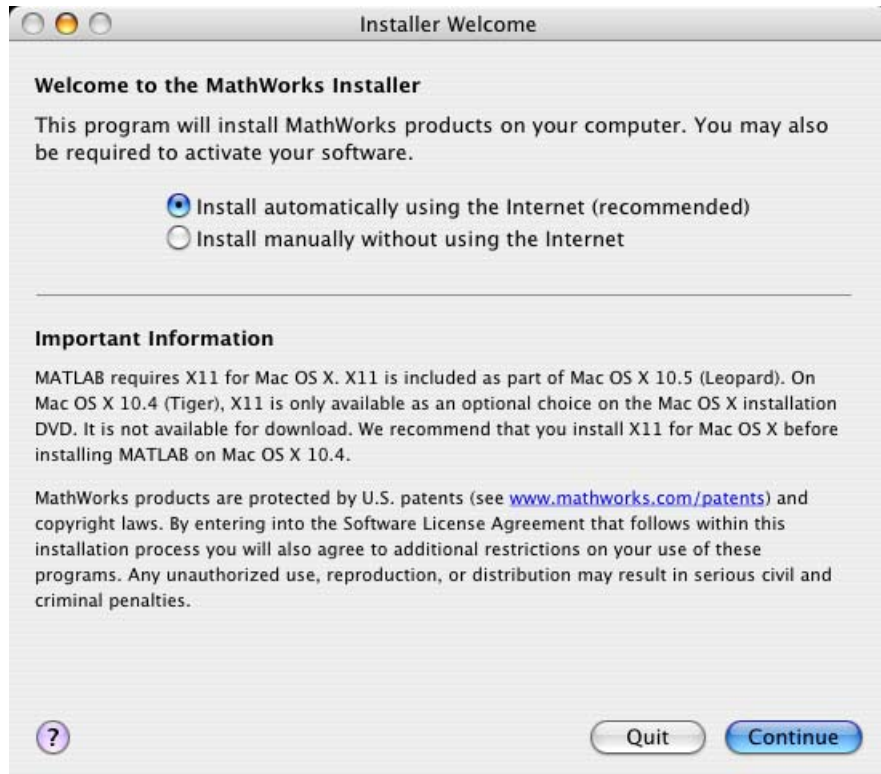 Installer Welcome
Welcome to the MathWorks Installer
This program will install MathWorks products on your computer. You may also
be required to activate your software.
Install automatically using the Internet (recommended)
Install manually without using the Internet
Important Information
MATLAB requires X11 for Mac OS X. X11 is included as part of Mac OS X 10.5 (Leopard). On
Mac OS X 10.4 (Tiger), X11 is only available as an optional choice on the Mac OS X installation
DVD. It is not available for download. We recommend that you install X11 for Mac OS X before
installing MATLAB on Mac OS X 10.4.
MathWorks products are protected by U.S. patents (see www.mathworks.com/patents) and
copyright laws. By entering into the Software License Agreement that follows within this
installation process you will also agree to additional restrictions on your use of these
programs. Any unauthorized use, reproduction, or distribution may result in serious civil and
criminal penalties.
? Quit Continue